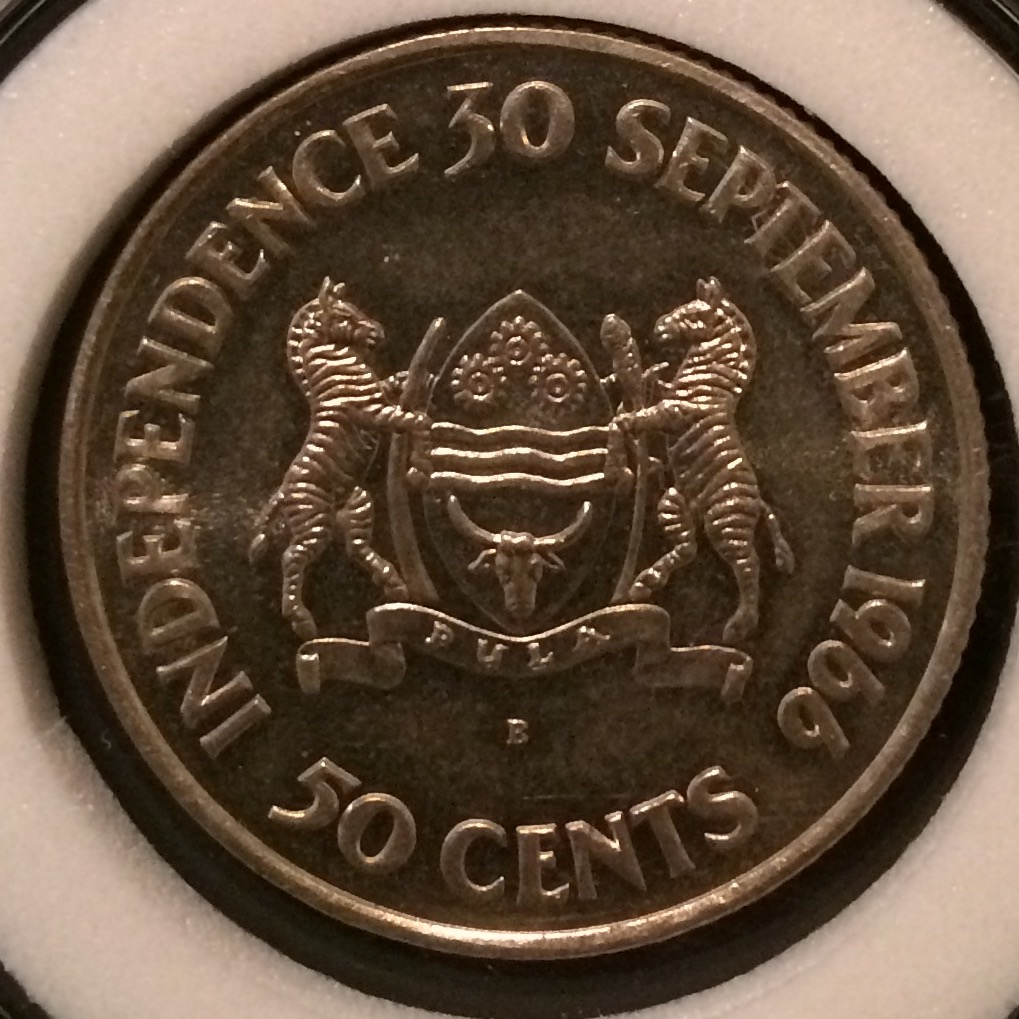 INDEPENDENCE 30 SEPTEMBER 1966
PULA
B
50 CENTS